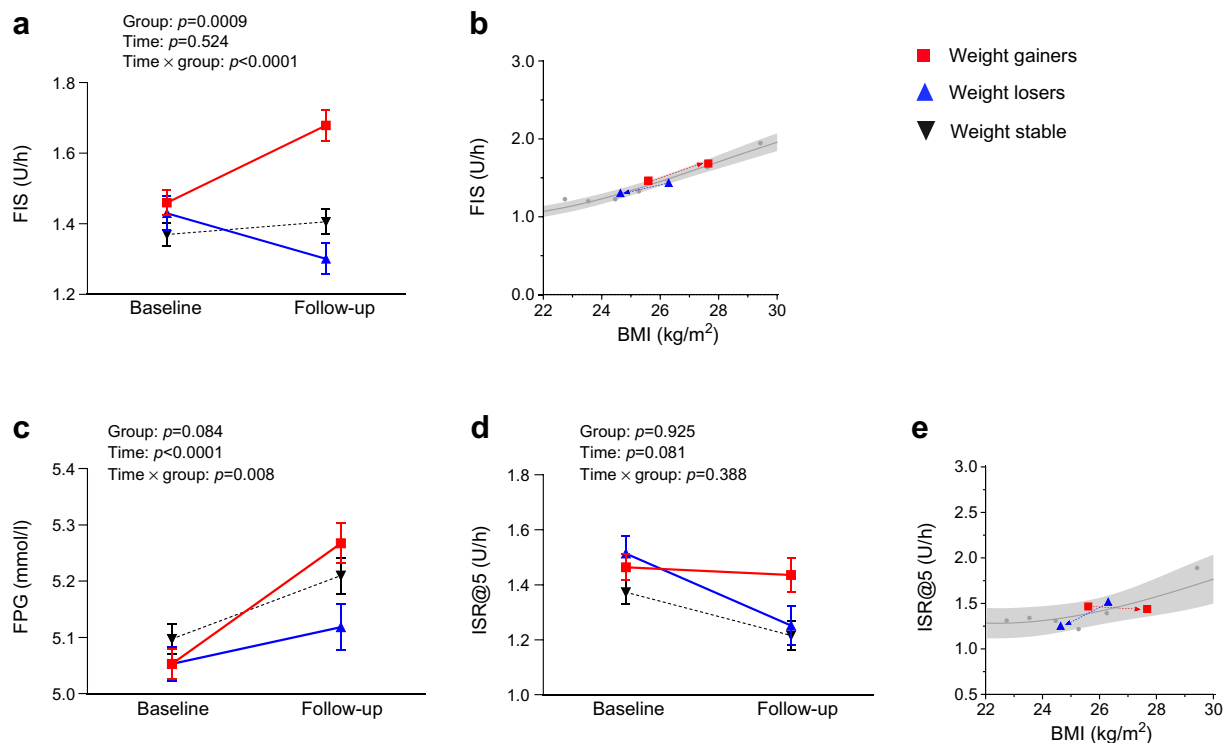 a
Group: p=0.0009
Time: p=0.524
Time × group: p<0.0001
1.8
1.6
1.4
1.2
FIS (U/h)
Baseline
Follow-up
b
3.0
2.0
1.0
0.0
FIS (U/h)
22
24
26
28
30
BMI (kg/m²)
Weight gainers
Weight losers
Weight stable
c
Group: p=0.084
Time: p<0.0001
Time × group: p=0.008
5.4
5.3
5.2
5.1
5.0
FPG (mmol/l)
Baseline
Follow-up
d
Group: p=0.925
Time: p=0.081
Time × group: p=0.388
1.8
1.6
1.4
1.2
1.0
ISR@5 (U/h)
Baseline
Follow-up
e
3.0
2.5
2.0
1.5
1.0
0.5
ISR@5 (U/h)
22
24
26
28
30
BMI (kg/m²)